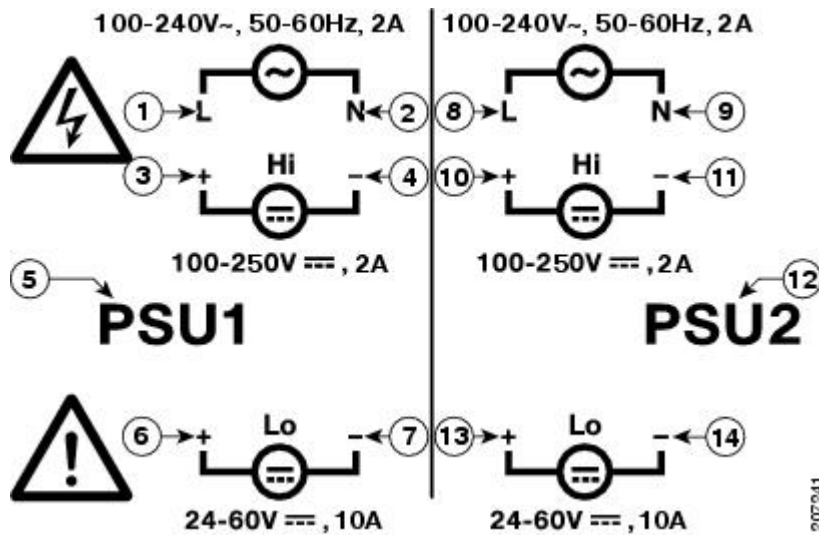 100-240V~, 50-60Hz, 2A 100-240V~, 50-60Hz, 2A
1 L N 2 8 L N 9
Hi Hi
3 + − 4 10 + − 11
100-250V ⎓, 2A 100-250V ⎓, 2A
5 12
PSU1 PSU2
Lo Lo
6 + − 7 13 + − 14
24-60V ⎓, 10A 24-60V ⎓, 10A
207241